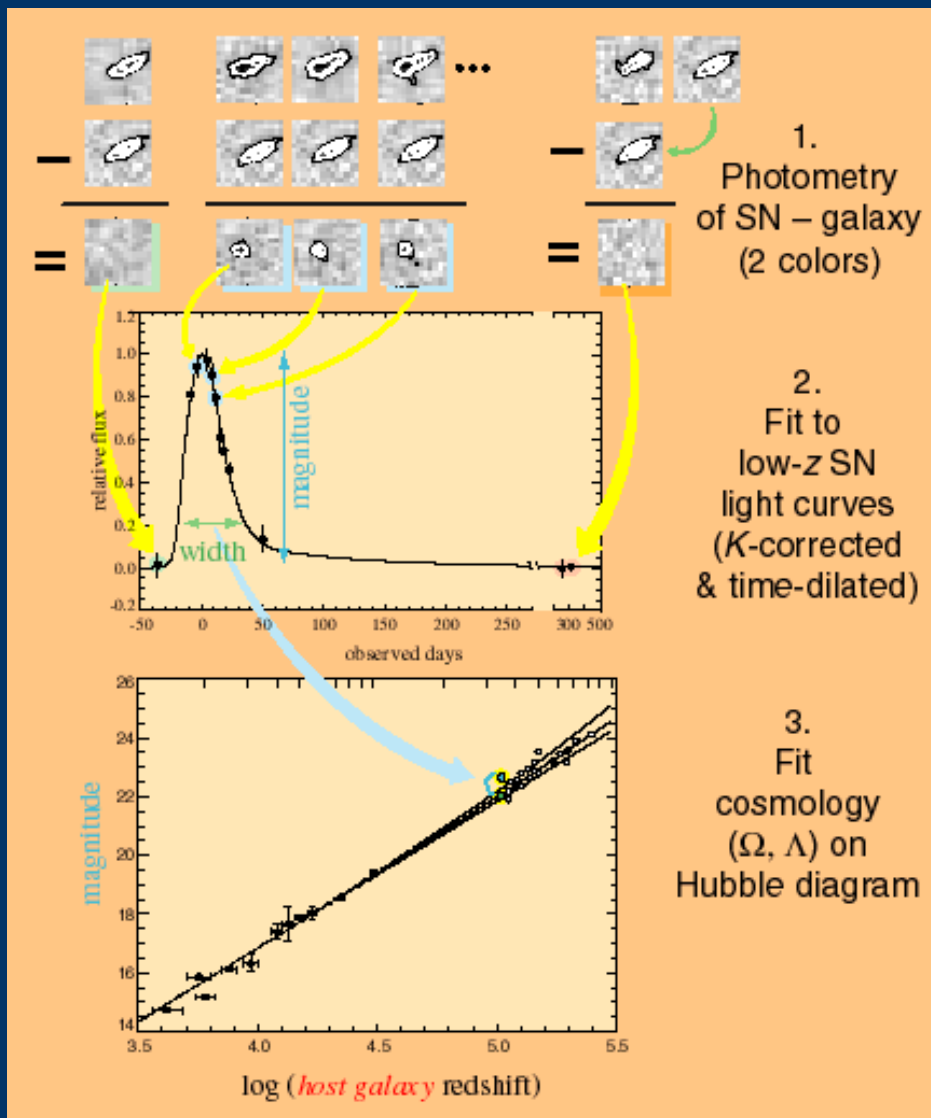 1.
Photometry
of SN – galaxy
(2 colors)
– – = =
1.2
1.0
0.8
0.6
0.4
0.2
0.0
-0.2
relative flux
magnitude
width
-50 0 50 100 150 200 250 300 500
observed days
2.
Fit to
low-z SN
light curves
(K-corrected
& time-dilated)
26
24
22
20
18
16
14
magnitude
3.5 4.0 4.5 5.0 5.5
log (host galaxy redshift)
3.
Fit
cosmology
(Ω, Λ) on
Hubble diagram